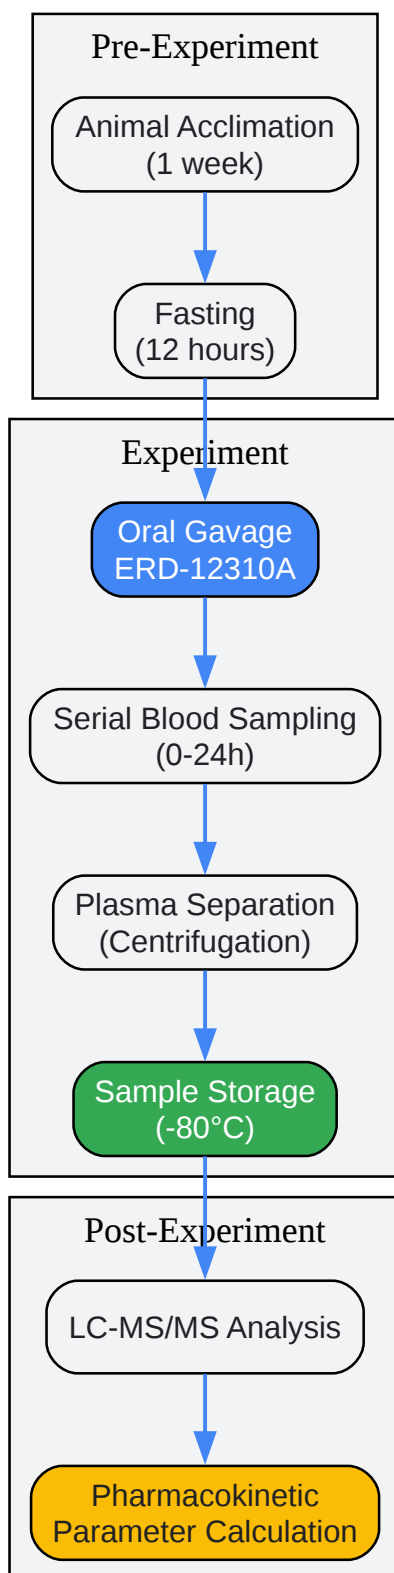 Pre-Experiment
Animal Acclimation
(1 week)
Fasting
(12 hours)
Experiment
Oral Gavage
ERD-12310A
Serial Blood Sampling
(0-24h)
Plasma Separation
(Centrifugation)
Sample Storage
(-80°C)
Post-Experiment
LC-MS/MS Analysis
Pharmacokinetic
Parameter Calculation